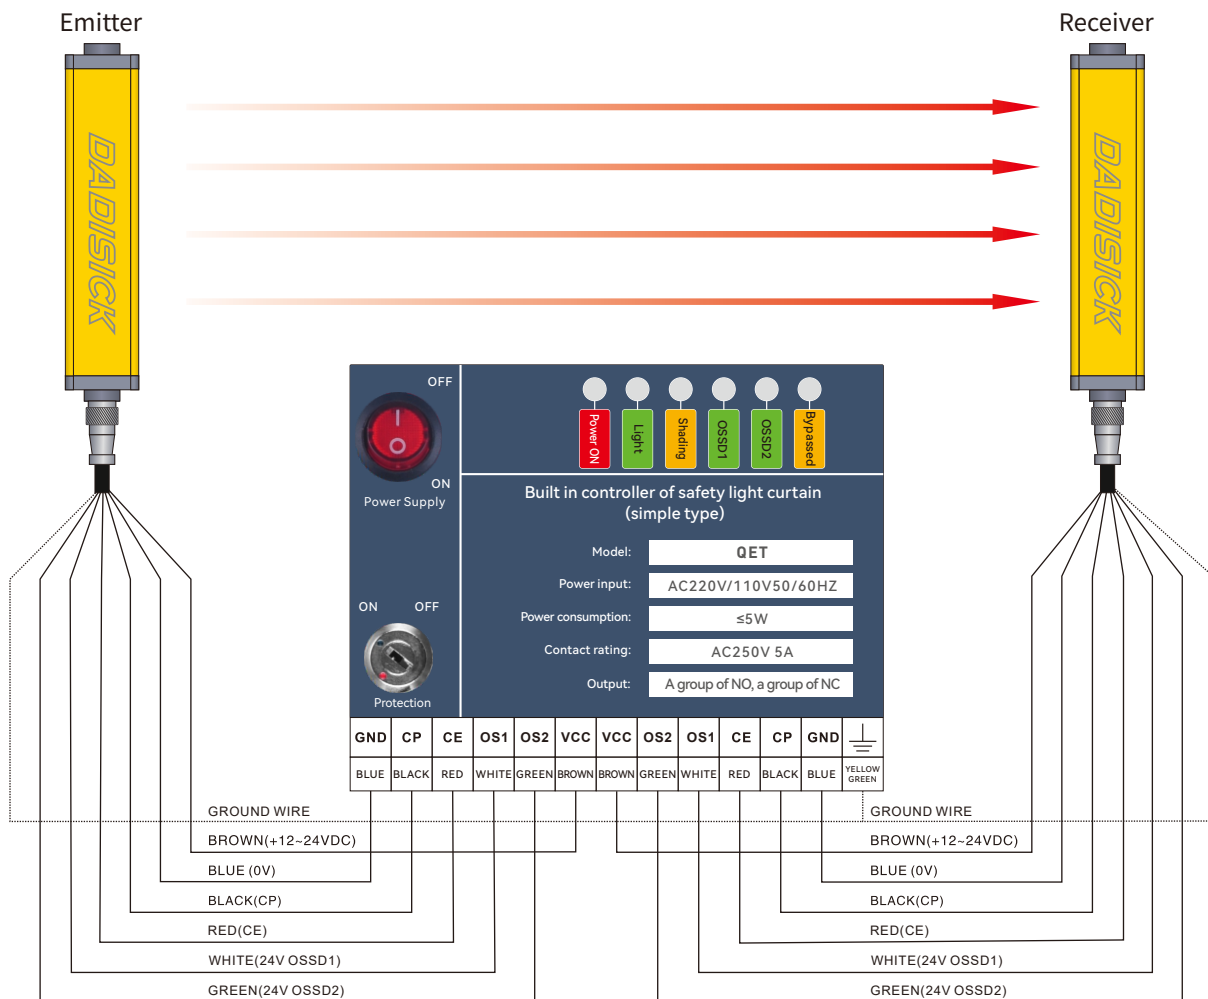 Emitter
Receiver
DADISICK
DADISICK
OFF
ON
Power Supply
Power ON
Light
Shading
OSSD1
OSSD2
Bypassed
Built in controller of safety light curtain
(simple type)
Model: QET
Power input: AC220V/110V50/60HZ
Power consumption: ≤5W
Contact rating: AC250V 5A
Output: A group of NO, a group of NC
ON OFF
Protection
GND CP CE OS1 OS2 VCC VCC OS2 OS1 CE CP GND
BLUE BLACK RED WHITE GREEN BROWN BROWN GREEN WHITE RED BLACK BLUE YELLOW GREEN
GROUND WIRE
BROWN(+12~24VDC)
BLUE (0V)
BLACK(CP)
RED(CE)
WHITE(24V OSSD1)
GREEN(24V OSSD2)
GROUND WIRE
BROWN(+12~24VDC)
BLUE (0V)
BLACK(CP)
RED(CE)
WHITE(24V OSSD1)
GREEN(24V OSSD2)